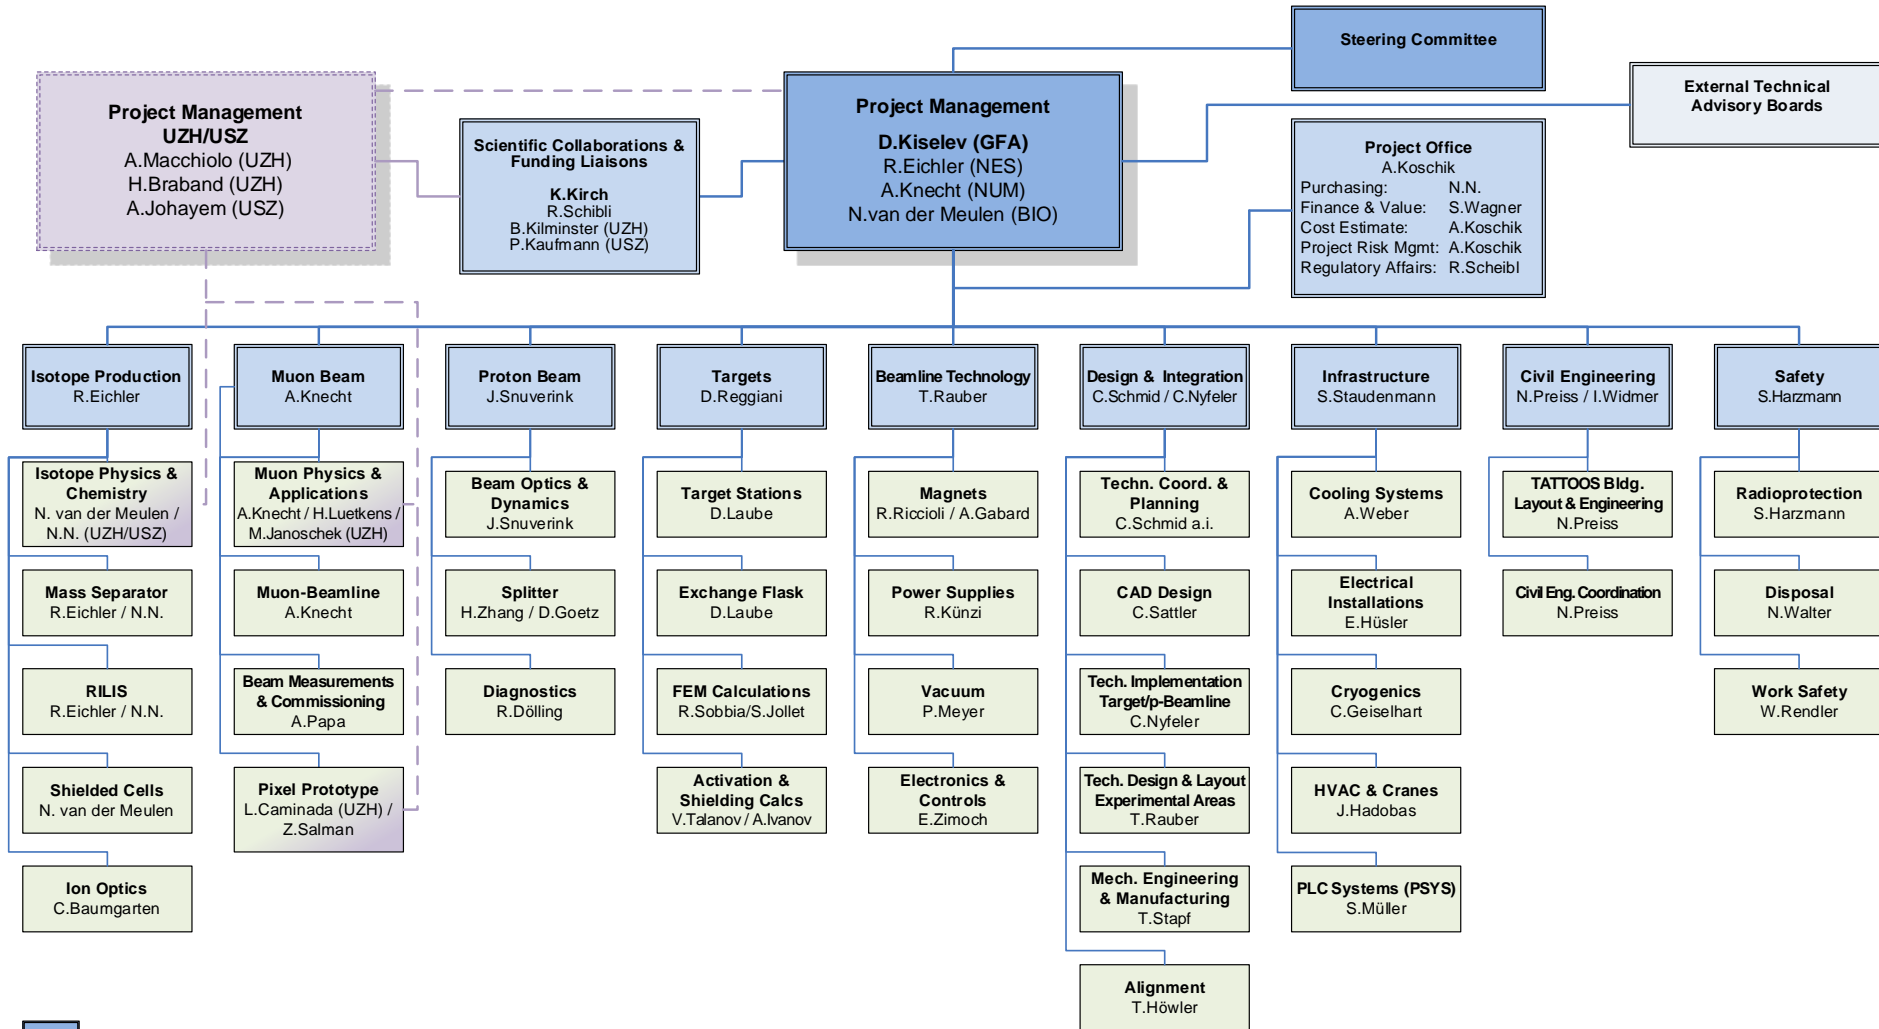 Steering Committee
External Technical
Advisory Boards
Project Management
UZH/USZ
A.Macchiolo (UZH)
H.Braband (UZH)
A.Johayem (USZ)
Scientific Collaborations &
Funding Liaisons
K.Kirch
R.Schibli
B.Kilminster (UZH)
P.Kaufmann (USZ)
Project Management
D.Kiselev (GFA)
R.Eichler (NES)
A.Knecht (NUM)
N.van der Meulen (BIO)
Project Office
A.Koschik
Purchasing: N.N.
Finance & Value: S.Wagner
Cost Estimate: A.Koschik
Project Risk Mgmt: A.Koschik
Regulatory Affairs: R.Scheibl
Isotope Production
R.Eichler
Isotope Physics &
Chemistry
N. van der Meulen /
N.N. (UZH/USZ)
Mass Separator
R.Eichler / N.N.
RILIS
R.Eichler / N.N.
Shielded Cells
N. van der Meulen
Ion Optics
C.Baumgarten
Muon Beam
A.Knecht
Muon Physics &
Applications
A.Knecht / H.Luetkens /
M.Janoschek (UZH)
Muon-Beamline
A.Knecht
Beam Measurements
& Commissioning
A.Papa
Pixel Prototype
L.Caminada (UZH) /
Z.Salman
Proton Beam
J.Snuverink
Beam Optics &
Dynamics
J.Snuverink
Splitter
H.Zhang / D.Goetz
Diagnostics
R.Dölling
Targets
D.Reggiani
Target Stations
D.Laube
Exchange Flask
D.Laube
FEM Calculations
R.Sobbia/S.Jollet
Activation &
Shielding Calcs
V.Talanov / A.Ivanov
Beamline Technology
T.Rauber
Magnets
R.Riccioli / A.Gabard
Power Supplies
R.Künzi
Vacuum
P.Meyer
Electronics &
Controls
E.Zimoch
Design & Integration
C.Schmid / C.Nyfeler
Techn. Coord. &
Planning
C.Schmid a.i.
CAD Design
C.Sattler
Tech. Implementation
Target/p-Beamline
C.Nyfeler
Tech. Design & Layout
Experimental Areas
T.Rauber
Mech. Engineering
& Manufacturing
T.Stapf
Alignment
T.Höwler
Infrastructure
S.Staudenmann
Cooling Systems
A.Weber
Electrical
Installations
E.Hüsler
Cryogenics
C.Geiselhart
HVAC & Cranes
J.Hadobas
PLC Systems (PSYS)
S.Müller
Civil Engineering
N.Preiss / I.Widmer
TATTOOS Bldg.
Layout & Engineering
N.Preiss
Civil Eng. Coordination
N.Preiss
Safety
S.Harzmann
Radioprotection
S.Harzmann
Disposal
N.Walter
Work Safety
W.Rendler